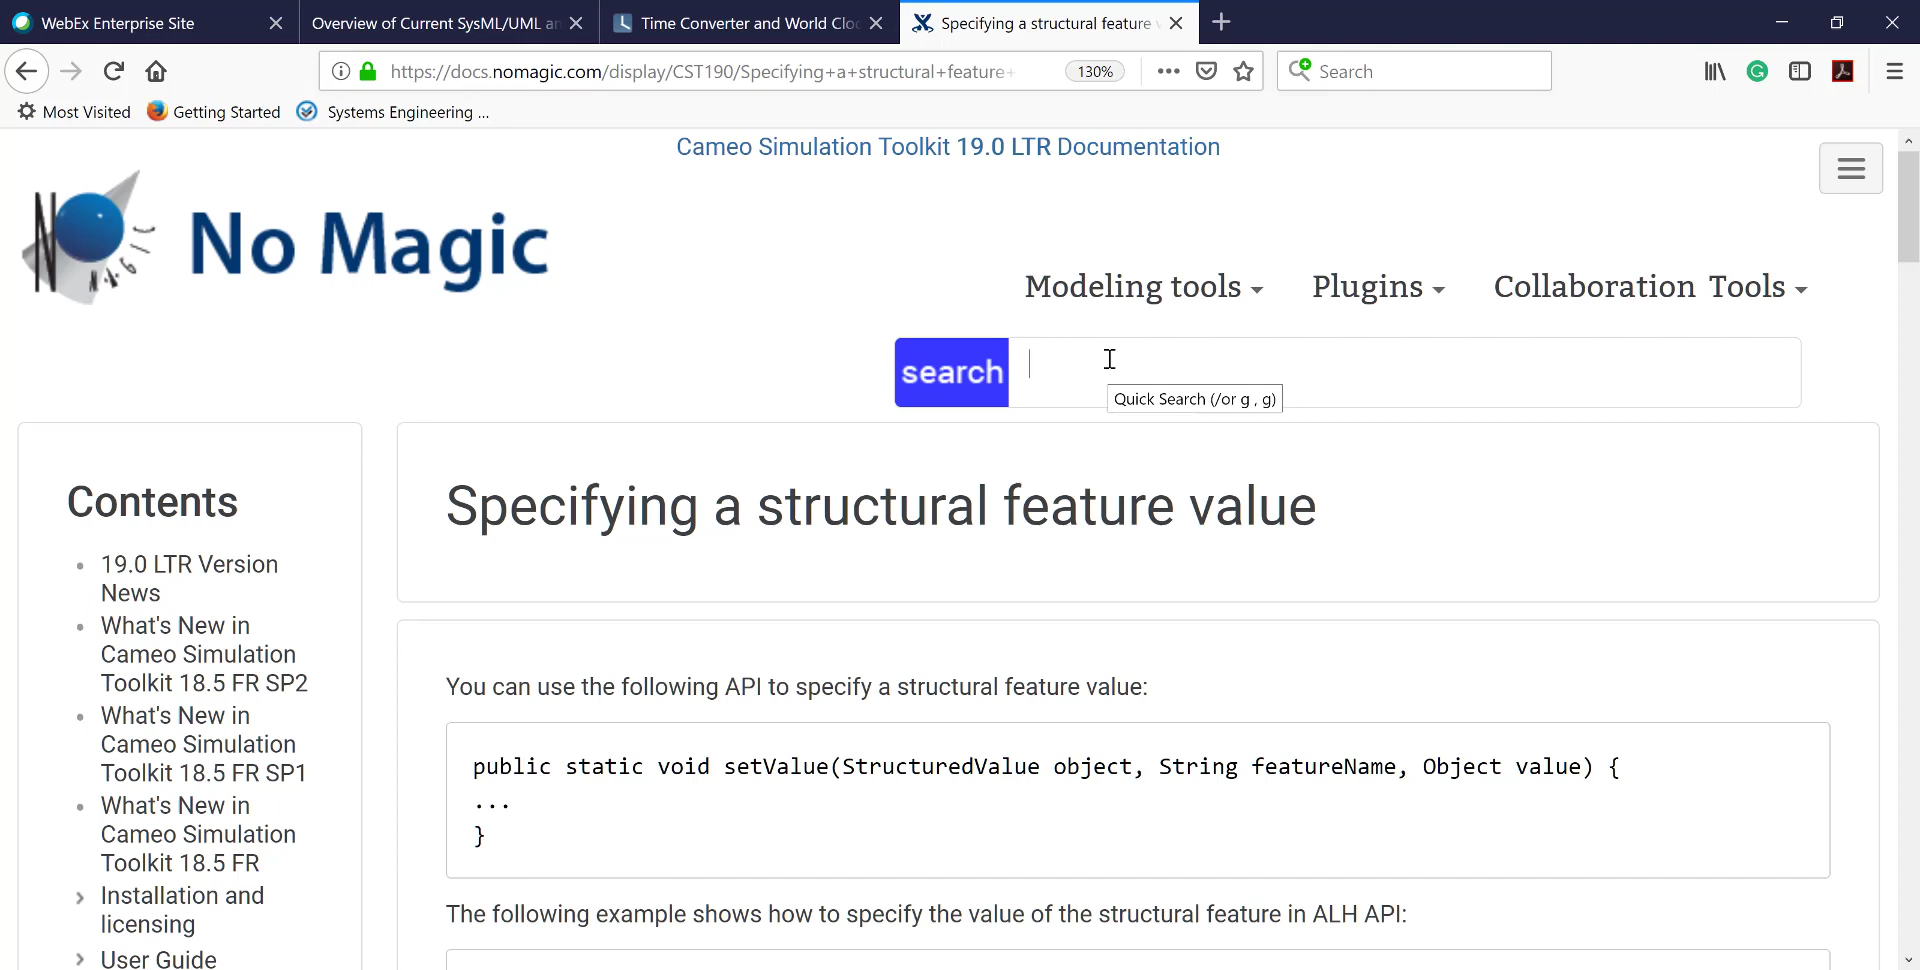 WebEx Enterprise Site
Overview of Current SysML/UML a
Time Converter and World Cloc
Specifying a structural feature
https://docs.nomagic.com/display/CST190/Specifying+a+structural+feature+
130%
Search
Most Visited
Getting Started
Systems Engineering ...
Cameo Simulation Toolkit 19.0 LTR Documentation
NoMagic
No Magic
Modeling tools
Plugins
Collaboration Tools
search
Quick Search (/or g , g)
Contents
19.0 LTR Version
News
What's New in
Cameo Simulation
Toolkit 18.5 FR SP2
What's New in
Cameo Simulation
Toolkit 18.5 FR SP1
What's New in
Cameo Simulation
Toolkit 18.5 FR
Installation and
licensing
User Guide
Specifying a structural feature value
You can use the following API to specify a structural feature value:
public static void setValue(StructuredValue object, String featureName, Object value) {
...
}
The following example shows how to specify the value of the structural feature in ALH API: